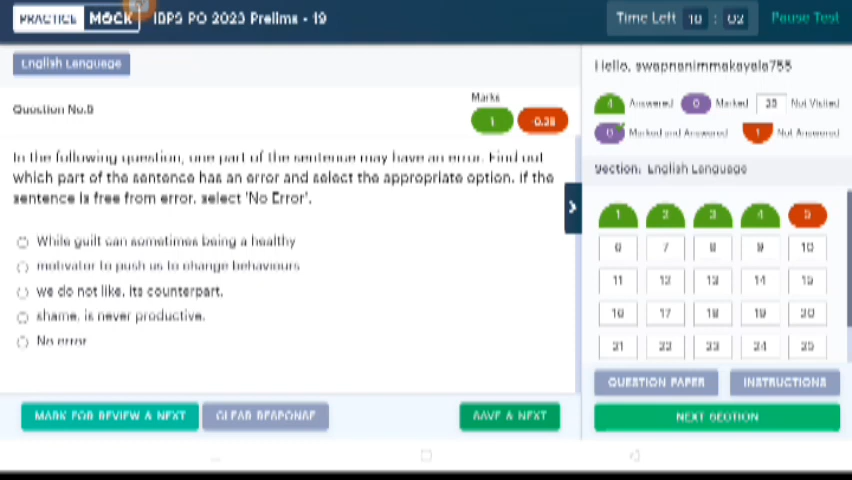 PRACTICE MOCK IBPS PO 2023 Prelims - 19
Time Left 10 : 02 Pause Test
English Language
Hello, swapnanimmakayala755
Question No.5
Marks
1 0.25
4 Answered 0 Marked 35 Not Visited
0 Marked and Answered 1 Not Answered
In the following question, one part of the sentence may have an error. Find out
which part of the sentence has an error and select the appropriate option. If the
sentence is free from error, select 'No Error'.
While guilt can sometimes being a healthy
motivator to push us to change behaviours
we do not like, its counterpart,
shame, is never productive.
No error
Section: English Language
1 2 3 4 5
6 7 8 9 10
11 12 13 14 15
16 17 18 19 20
21 22 23 24 25
QUESTION PAPER INSTRUCTIONS
MARK FOR REVIEW & NEXT CLEAR RESPONSE SAVE & NEXT
NEXT SECTION